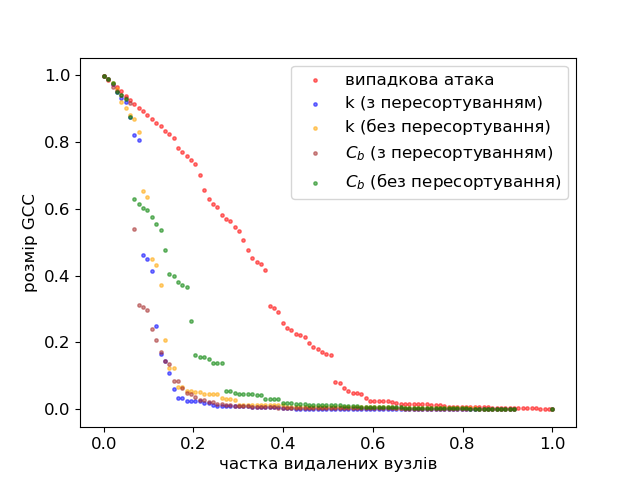 випадкова атака
k (з пересортуванням)
k (без пересортування)
C_b (з пересортуванням)
C_b (без пересортування)
розмір GCC
1.0
0.8
0.6
0.4
0.2
0.0
0.0 0.2 0.4 0.6 0.8 1.0
частка видалених вузлів